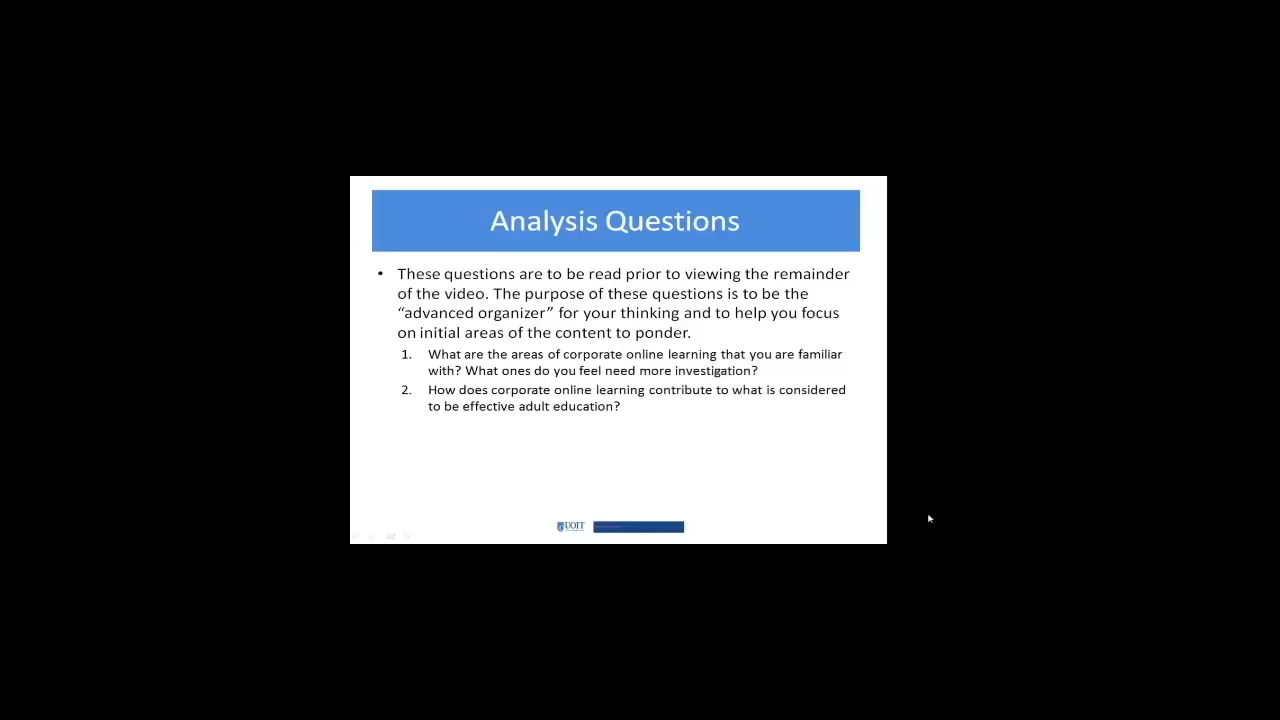 Analysis Questions
• These questions are to be read prior to viewing the remainder
of the video. The purpose of these questions is to be the
“advanced organizer” for your thinking and to help you focus
on initial areas of the content to ponder.
1. What are the areas of corporate online learning that you are familiar
with? What ones do you feel need more investigation?
2. How does corporate online learning contribute to what is considered
to be effective adult education?
UOIT